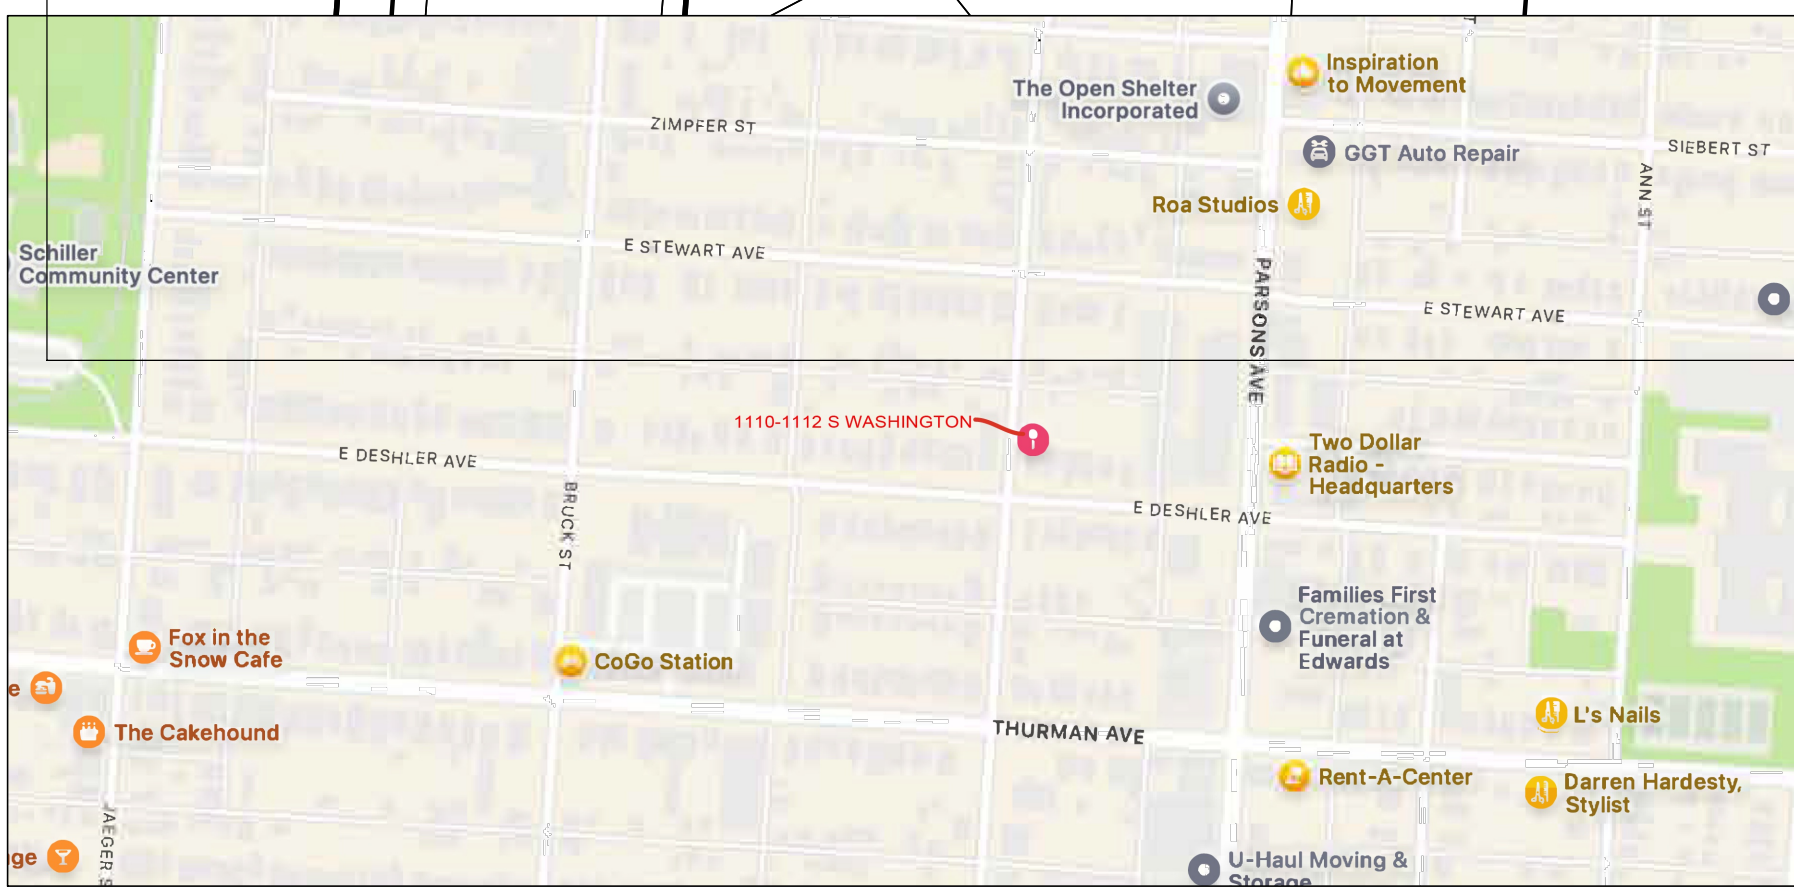 Inspiration
to Movement
The Open Shelter
Incorporated
ZIMPFER ST
GGT Auto Repair
SIEBERT ST
ANN ST
Roa Studios
Schiller
Community Center
E STEWART AVE
PARSONS AVE
E STEWART AVE
1110-1112 S WASHINGTON
E DESHLER AVE
Two Dollar
Radio -
Headquarters
BRUCK ST
E DESHLER AVE
Families First
Cremation &
Funeral at
Edwards
Fox in the
Snow Cafe
CoGo Station
e
The Cakehound
THURMAN AVE
L's Nails
Rent-A-Center
Darren Hardesty,
Stylist
JAEGER S
ge
U-Haul Moving &
Storage